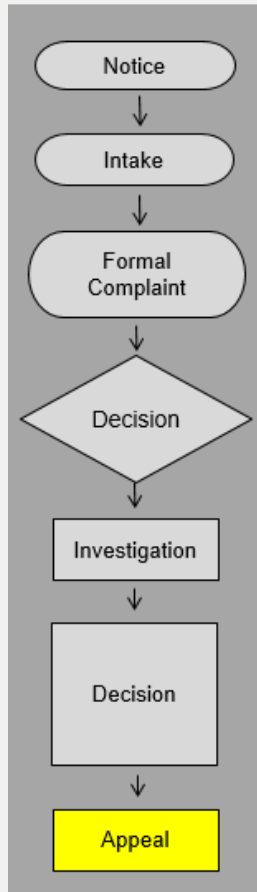 Notice
Intake
Formal
Complaint
Decision
Investigation
Decision
Appeal